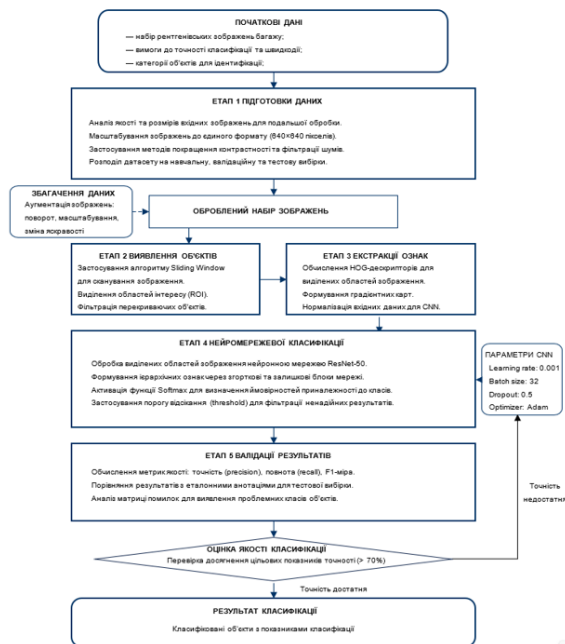 ПОЧАТКОВІ ДАНІ
— набір рентгенівських зображень багажу;
— вимоги до точності класифікації та швидкодії;
— категорії об'єктів для ідентифікації;
ЕТАП 1 ПІДГОТОВКИ ДАНИХ
Аналіз якості та розмірів вхідних зображень для подальшої обробки.
Масштабування зображень до єдиного формату (640×640 пікселів).
Застосування методів покращення контрастності та фільтрації шумів.
Розподіл датасету на навчальну, валідаційну та тестову вибірки.
ЗБАГАЧЕННЯ ДАНИХ
Аугментація зображень:
поворот, масштабування,
зміна яскравості
ОБРОБЛЕНИЙ НАБІР ЗОБРАЖЕНЬ
ЕТАП 2 ВИЯВЛЕННЯ ОБ'ЄКТІВ
Застосування алгоритму Sliding Window
для сканування зображення.
Виділення областей інтересу (ROI).
Фільтрація перекриваючих об'єктів.
ЕТАП 3 ЕКСТРАКЦІЇ ОЗНАК
Обчислення HOG-дескрипторів для
виділених областей зображення.
Формування градієнтних карт.
Нормалізація вхідних даних для CNN.
ЕТАП 4 НЕЙРОМЕРЕЖЕВОЇ КЛАСИФІКАЦІЇ
Обробка виділених областей зображення нейронною мережею ResNet-50.
Формування ієрархічних ознак через згорткові та залишкові блоки мережі.
Активація функції Softmax для визначення ймовірностей приналежності до класів.
Застосування порогу відсікання (threshold) для фільтрації ненадійних результатів.
ПАРАМЕТРИ CNN
Learning rate: 0.001
Batch size: 32
Dropout: 0.5
Optimizer: Adam
ЕТАП 5 ВАЛІДАЦІЇ РЕЗУЛЬТАТІВ
Обчислення метрик якості: точність (precision), повнота (recall), F1-міра.
Порівняння результатів з еталонними анотаціями для тестової вибірки.
Аналіз матриці помилок для виявлення проблемних класів об'єктів.
Точність
недостатня
ОЦІНКА ЯКОСТІ КЛАСИФІКАЦІЇ
Перевірка досягнення цільових показників точності (> 70%)
Точність достатня
РЕЗУЛЬТАТ КЛАСИФІКАЦІЇ
Класифіковані об'єкти з показниками класифікації